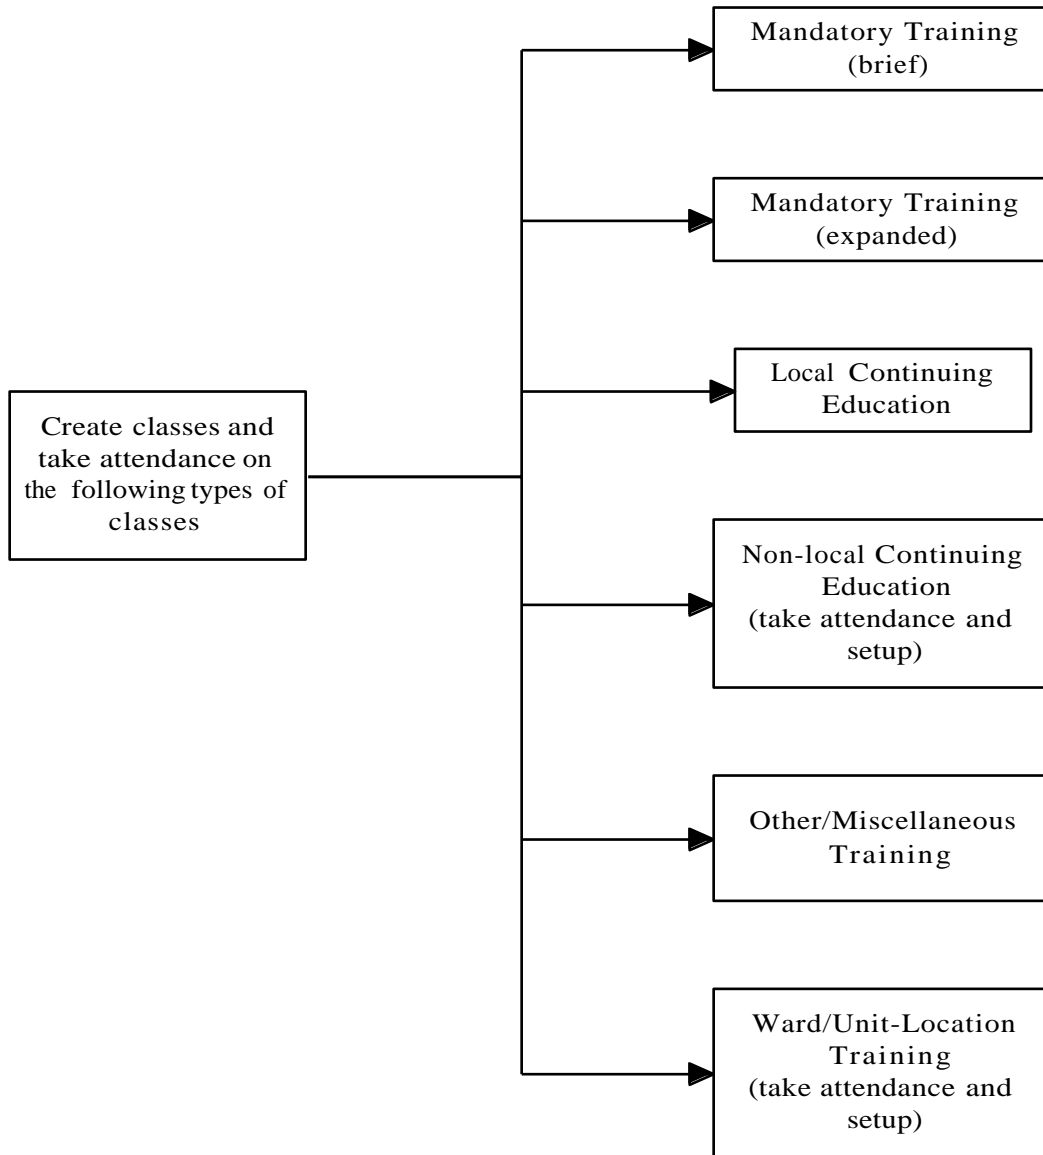 Mandatory Training
(brief)
Mandatory Training
(expanded)
Local Continuing
Education
Create classes and
take attendance on
the following types of
classes
Non-local Continuing
Education
(take attendance and
setup)
Other/Miscellaneous
Training
Ward/Unit-Location
Training
(take attendance and
setup)